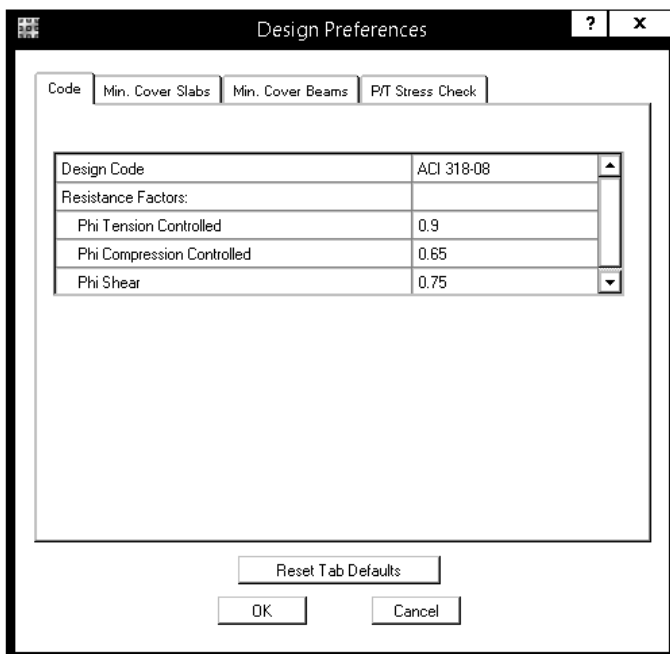 Design Preferences ? x
Code Min. Cover Slabs Min. Cover Beams P/T Stress Check
Design Code ACI 318-08
Resistance Factors:
Phi Tension Controlled 0.9
Phi Compression Controlled 0.65
Phi Shear 0.75
Reset Tab Defaults
OK Cancel